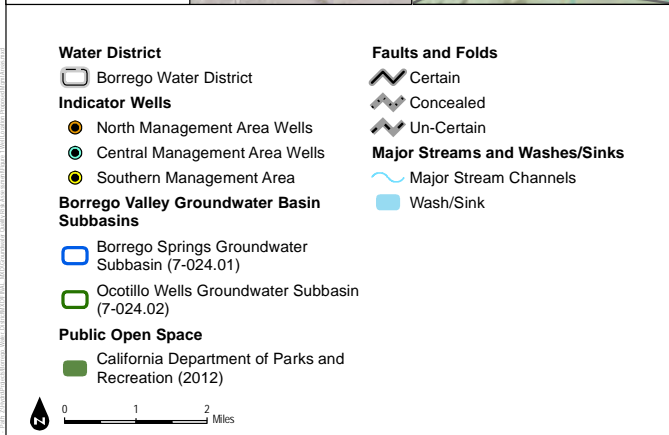 Water District
Borrego Water District
Indicator Wells
North Management Area Wells
Central Management Area Wells
Southern Management Area
Borrego Valley Groundwater Basin
Subbasins
Borrego Springs Groundwater
Subbasin (7-024.01)
Ocotillo Wells Groundwater Subbasin
(7-024.02)
Public Open Space
California Department of Parks and
Recreation (2012)
Faults and Folds
Certain
Concealed
Un-Certain
Major Streams and Washes/Sinks
Major Stream Channels
Wash/Sink
N
0 1 2
Miles